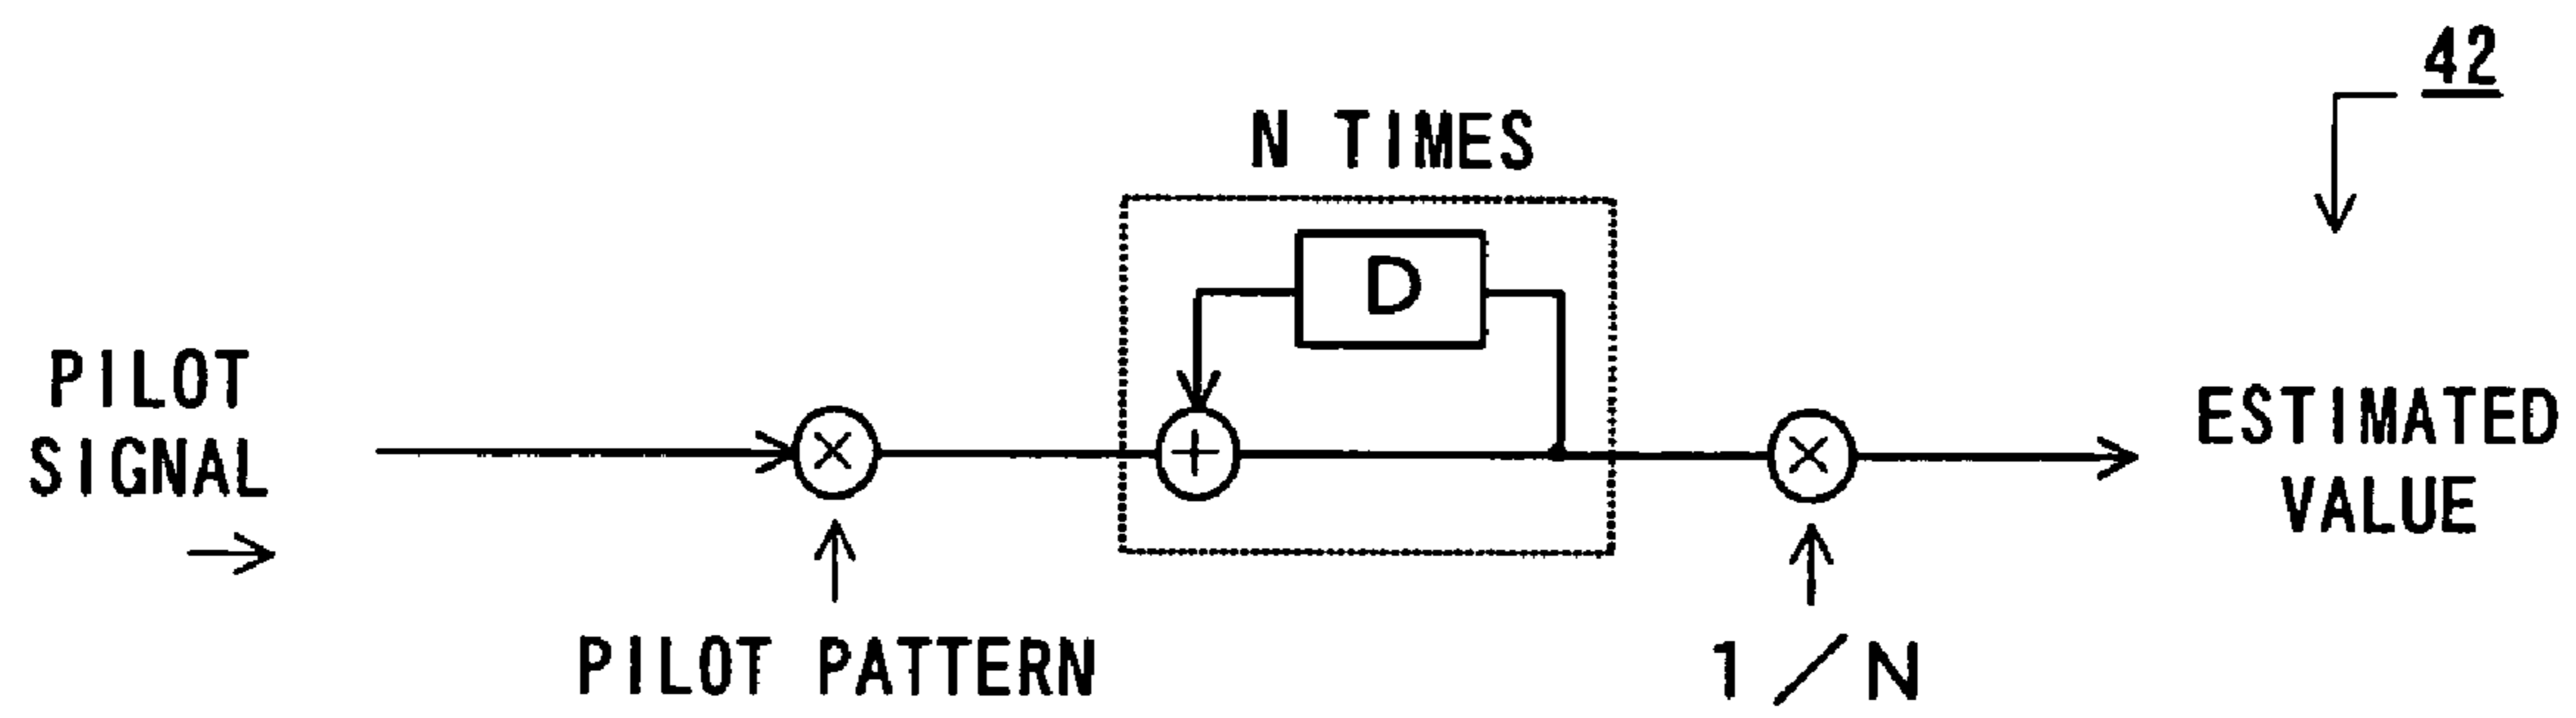 42
N TIMES
D
PILOT
SIGNAL
ESTIMATED
VALUE
PILOT PATTERN
1/N